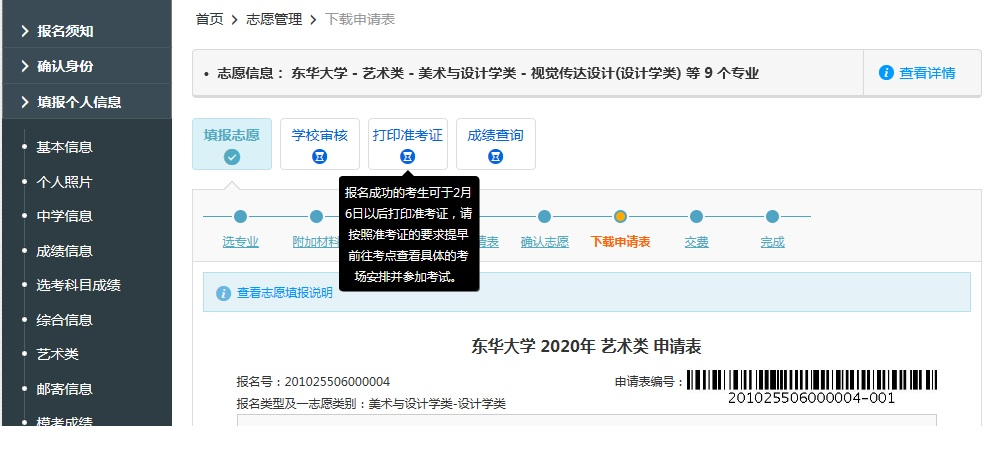 报名须知
确认身份
填报个人信息
基本信息
个人照片
中学信息
成绩信息
选考科目成绩
综合信息
艺术类
邮寄信息
模考成绩
首页 > 志愿管理 > 下载申请表
• 志愿信息： 东华大学 - 艺术类 - 美术与设计学类 - 视觉传达设计(设计学类) 等 9 个专业
查看详情
填报志愿
学校审核
打印准考证
成绩查询
报名成功的考生可于2月
6日以后打印准考证，请
按照准考证的要求提早
前往考点查看具体的考
场安排并参加考试。
选专业
附加材料
请表
确认志愿
下载申请表
交费
完成
查看志愿填报说明
东华大学 2020年 艺术类 申请表
报名号：201025506000004
申请表编号：
201025506000004-001
报名类型及一志愿类别：美术与设计学类-设计学类